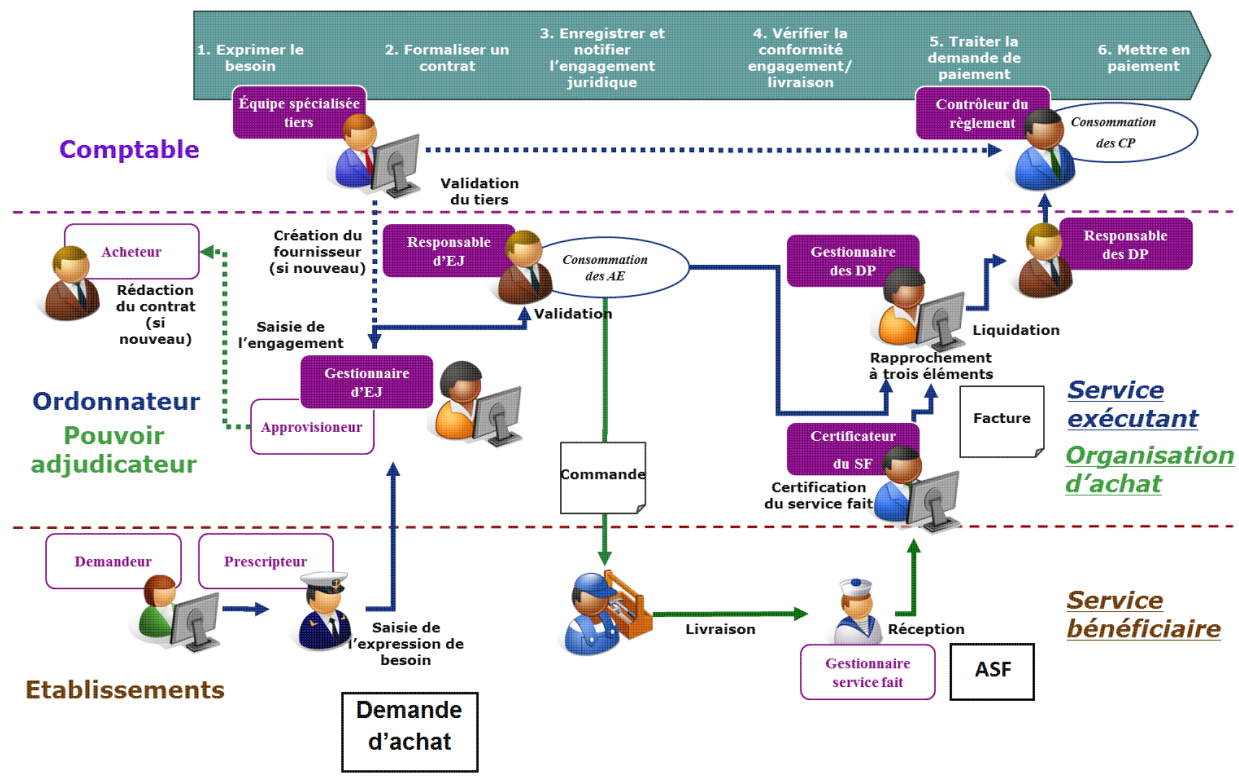 1. Exprimer le
besoin
2. Formaliser un
contrat
3. Enregistrer et
notifier
l'engagement
juridique
4. Vérifier la
conformité
engagement/
livraison
5. Traiter la
demande de
paiement
6. Mettre en
paiement
Équipe spécialisée
tiers
Contrôleur du
règlement
Consommation
des CP
Comptable
Validation
du tiers
Création du
fournisseur
(si nouveau)
Acheteur
Rédaction
du contrat
(si
nouveau)
Responsable
d'EJ
Consommation
des AE
Validation
Saisie de
l'engagement
Gestionnaire
d'EJ
Approvisioneur
Gestionnaire
des DP
Responsable
des DP
Liquidation
Rapprochement
à trois éléments
Facture
Ordonnateur
Pouvoir
adjudicateur
Service
exécutant
Organisation
d'achat
Commande
Certificateur
du SF
Certification
du service fait
Demandeur
Prescripteur
Saisie de
l'expression de
besoin
Livraison
Réception
Gestionnaire
service fait
ASF
Service
bénéficiaire
Etablissements
Demande
d'achat